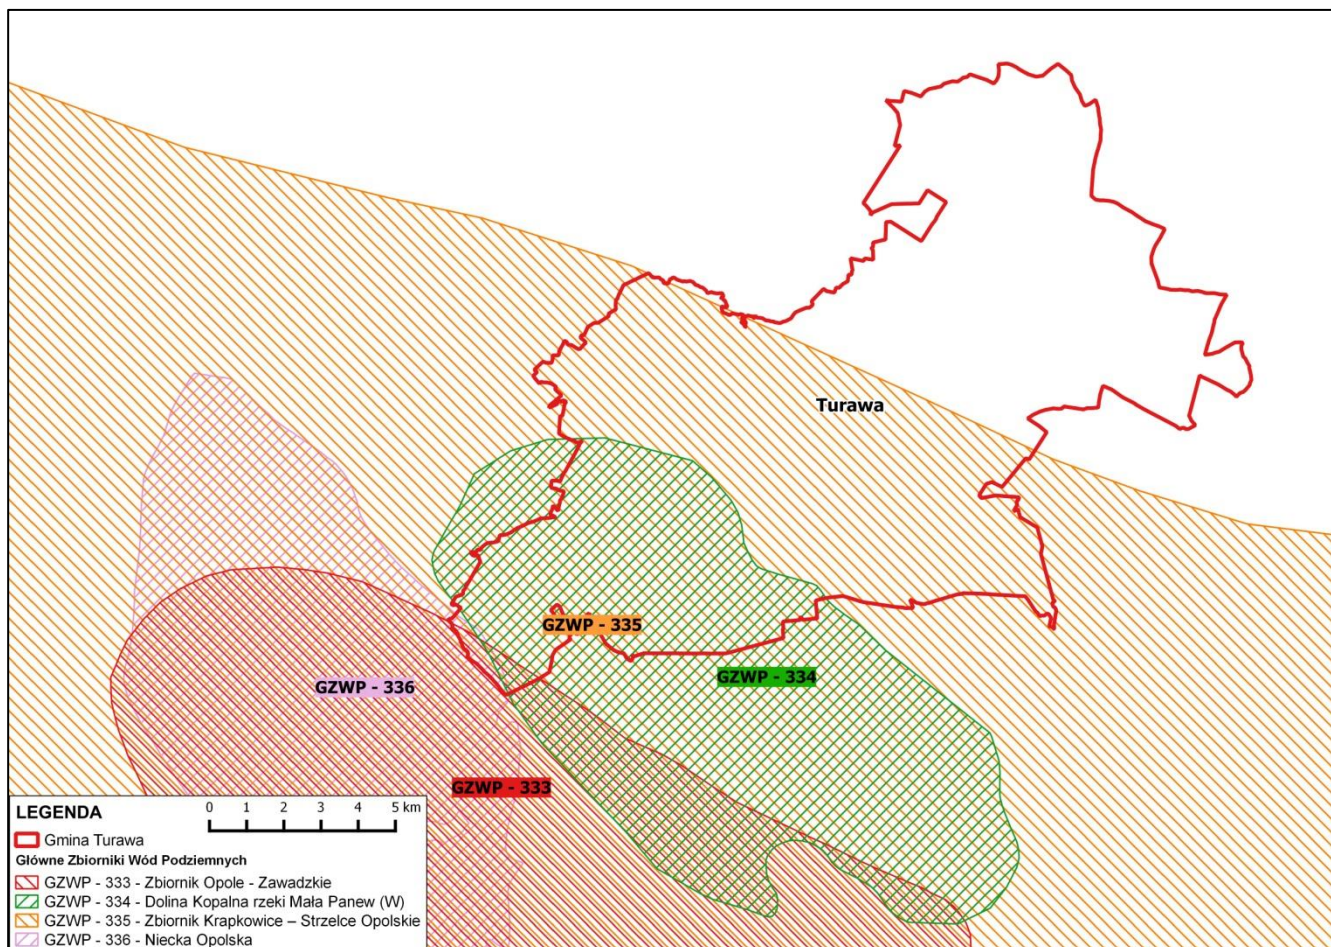 Turawa
GZWP - 335
GZWP - 334
GZWP - 336
GZWP - 333
LEGENDA
0 1 2 3 4 5 km
Gmina Turawa
Główne Zbiorniki Wód Podziemnych
GZWP - 333 - Zbiornik Opole - Zawadzkie
GZWP - 334 - Dolina Kopalna rzeki Mała Panew (W)
GZWP - 335 - Zbiornik Krapkowice – Strzelce Opolskie
GZWP - 336 - Niecka Opolska